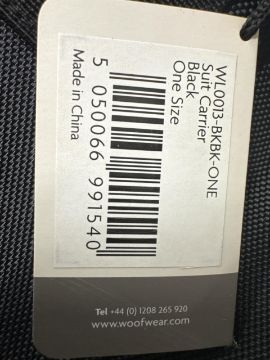 WL0013-BKBK-ONE
Suit Carrier
Black
One Size
5 050066 991540
Made in China
Tel +44 (0) 1208 265 920
www.woofwear.com